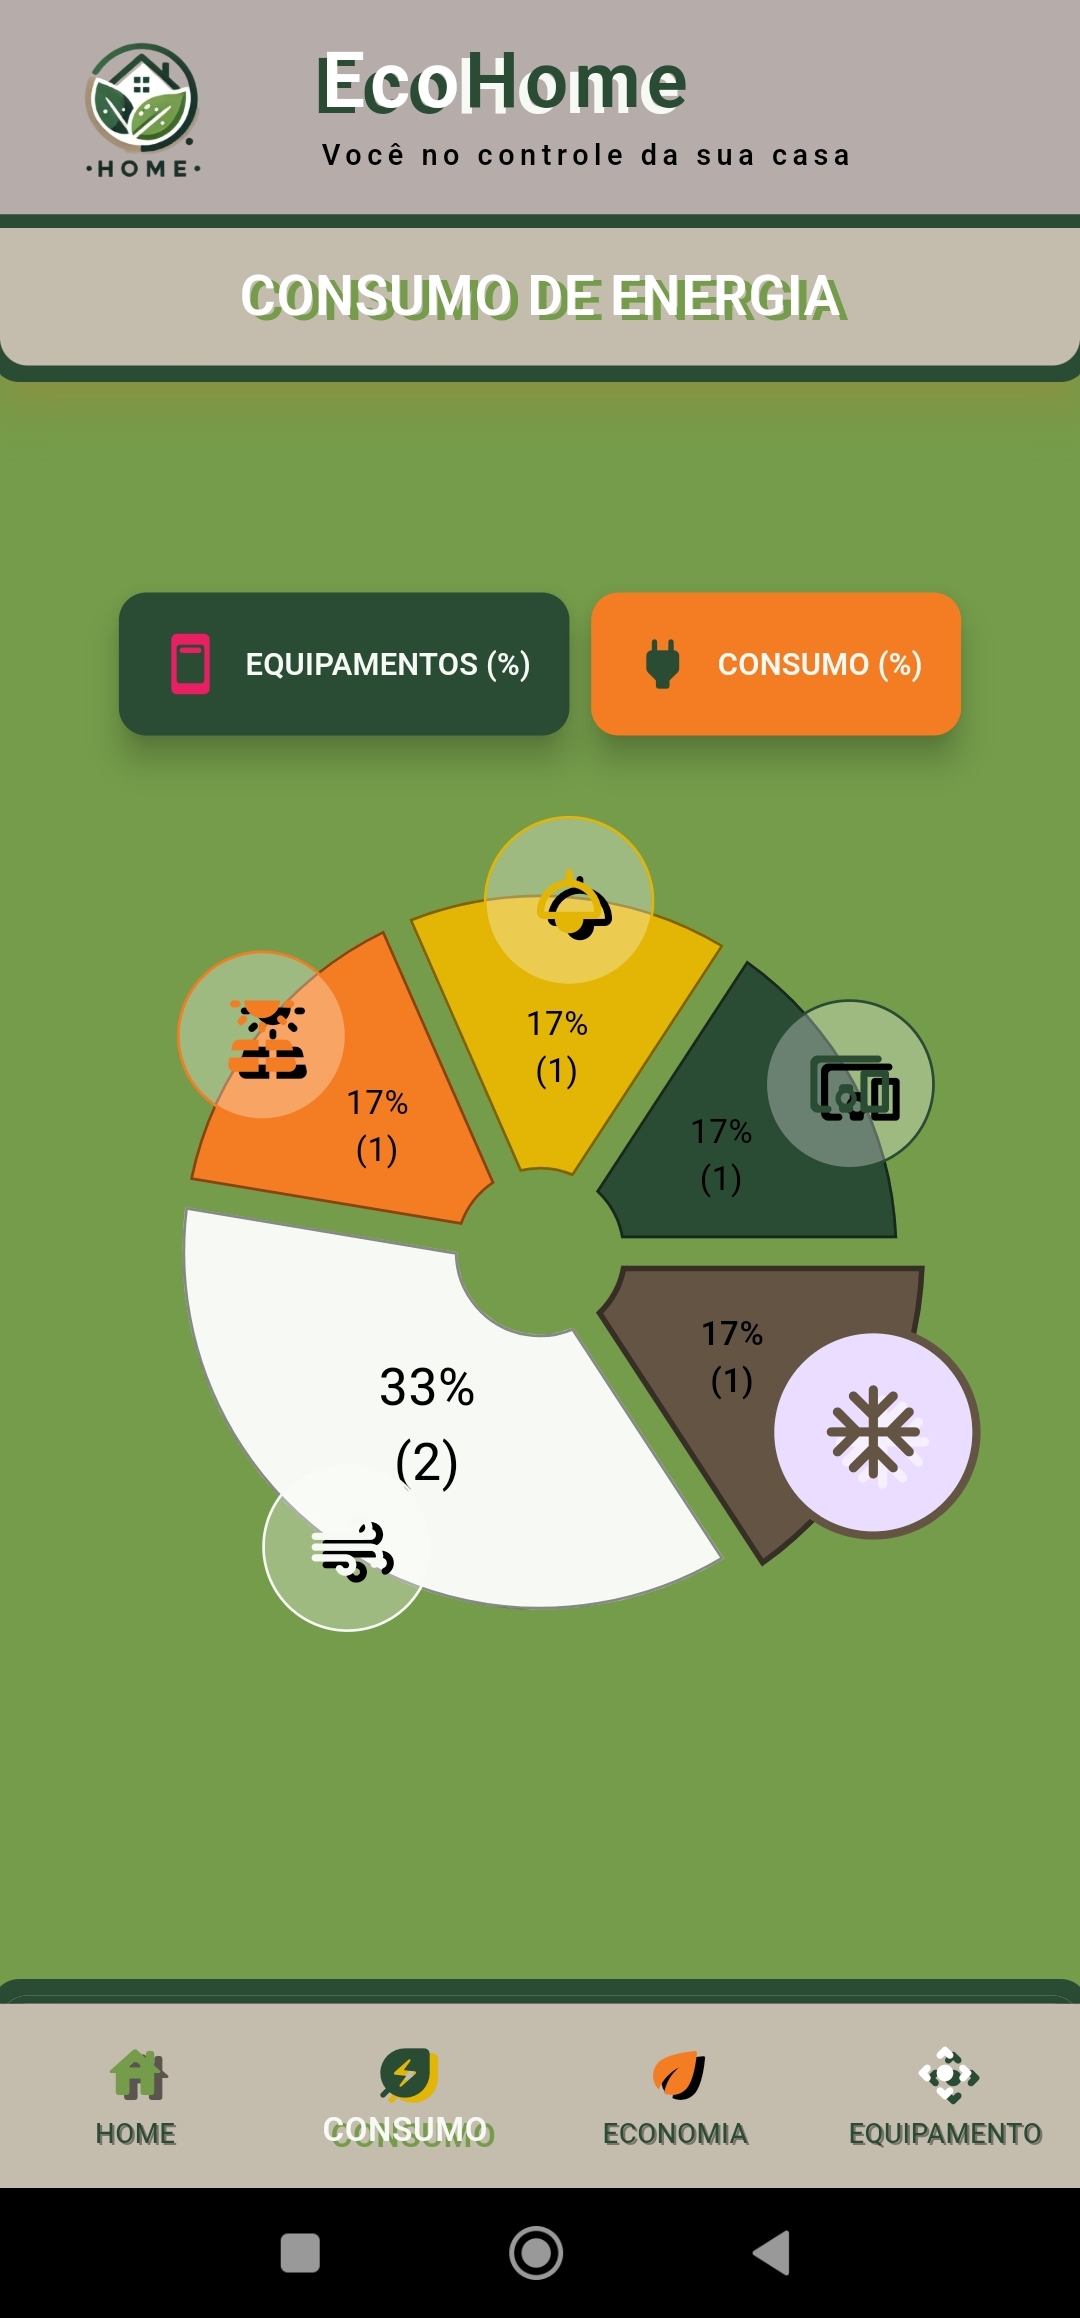 ·HOME·
EcoHome
Você no controle da sua casa
CONSUMO DE ENERGIA
EQUIPAMENTOS (%)
CONSUMO (%)
17%
(1)
17%
(1)
17%
(1)
17%
(1)
33%
(2)
HOME
CONSUMO
ECONOMIA
EQUIPAMENTO